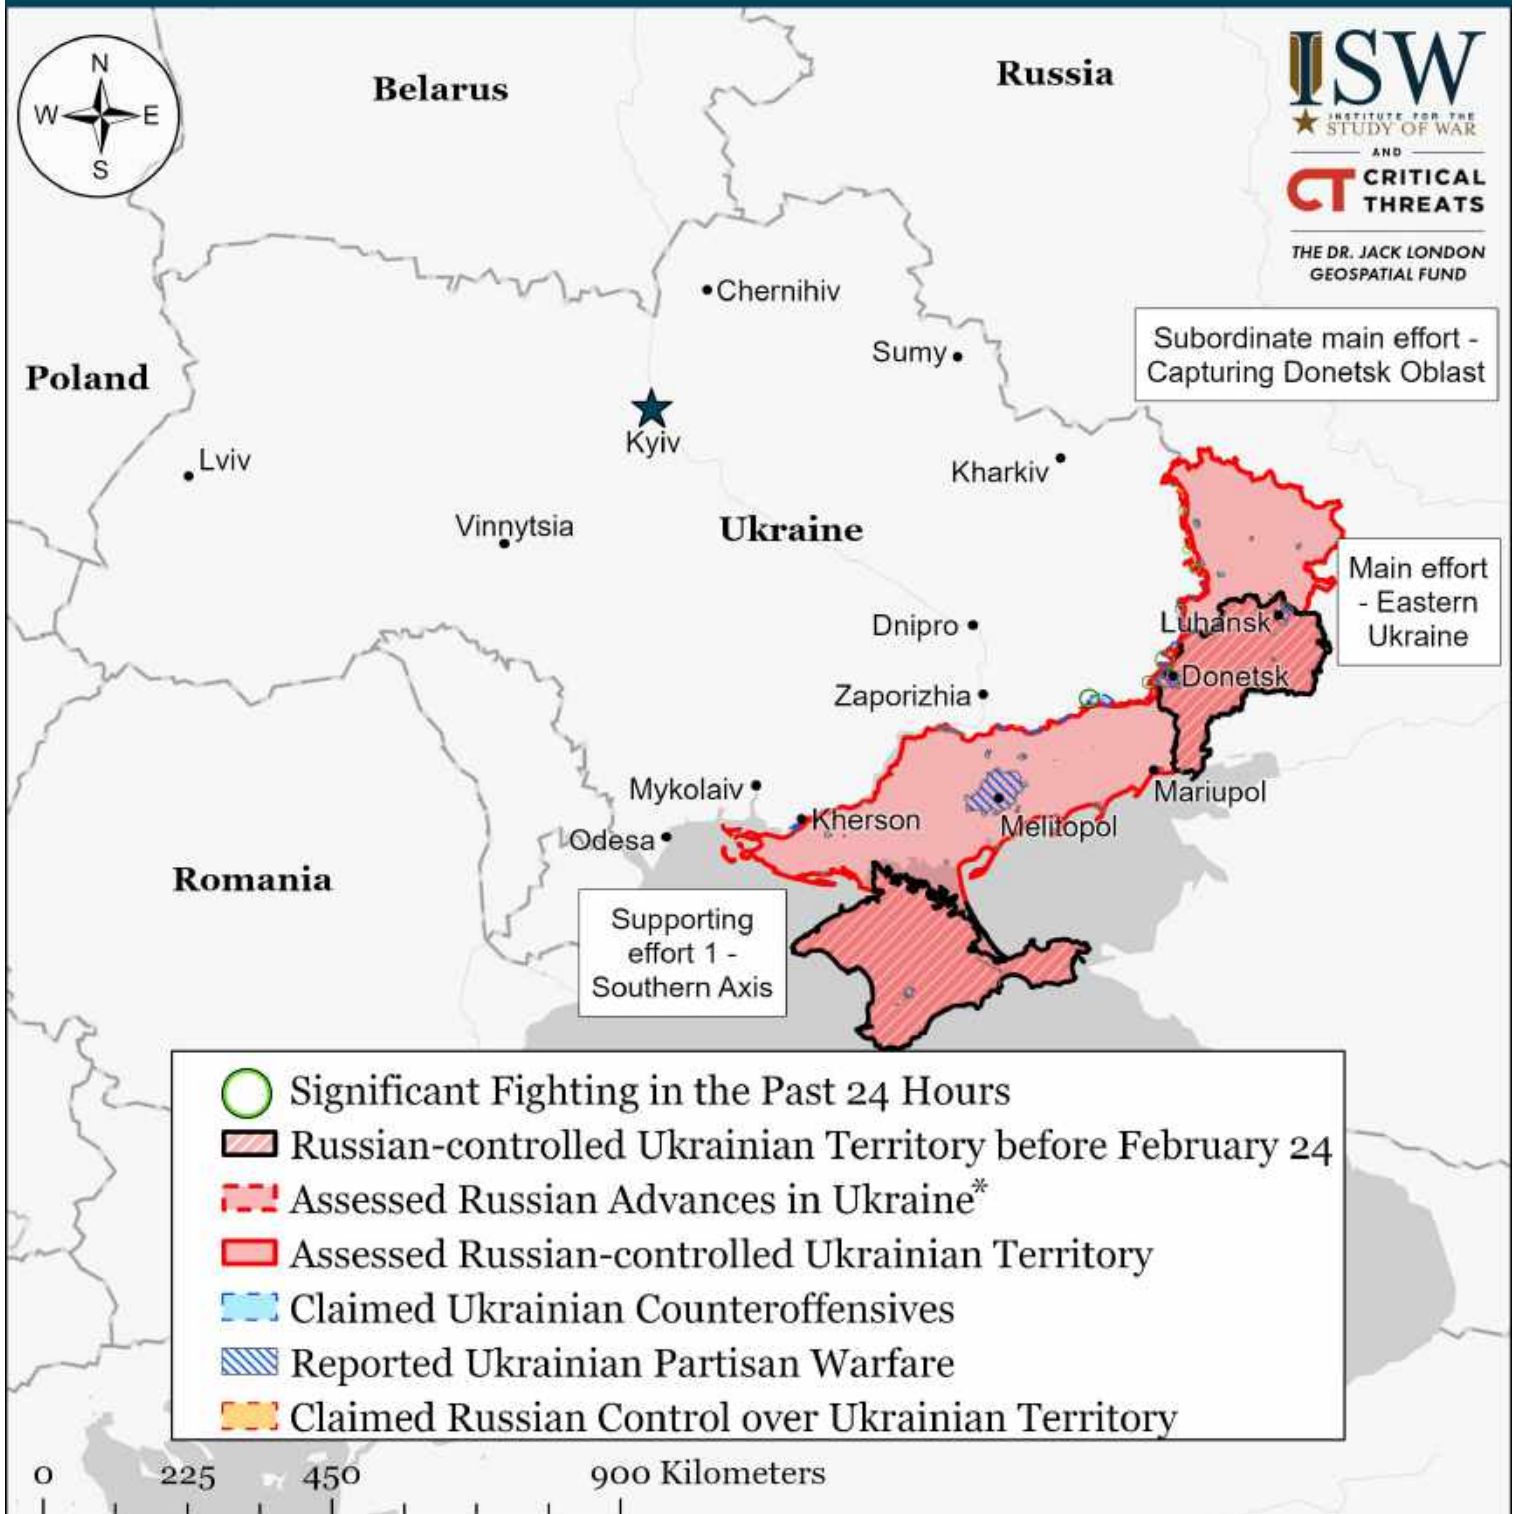 N
W
E
S
Belarus
Russia
ISW
INSTITUTE FOR THE
STUDY OF WAR
AND
CT CRITICAL
THREATS
THE DR. JACK LONDON
GEOSPATIAL FUND
Chernihiv
Subordinate main effort -
Capturing Donetsk Oblast
Sumy
Poland
Kyiv
Lviv
Kharkiv
Vinnytsia
Ukraine
Main effort
- Eastern
Ukraine
Dnipro
Luhansk
Donetsk
Zaporizhia
Mykolaiv
Mariupol
Kherson
Melitopol
Odesa
Romania
Supporting
effort 1 -
Southern Axis
Significant Fighting in the Past 24 Hours
Russian-controlled Ukrainian Territory before February 24
Assessed Russian Advances in Ukraine*
Assessed Russian-controlled Ukrainian Territory
Claimed Ukrainian Counteroffensives
Reported Ukrainian Partisan Warfare
Claimed Russian Control over Ukrainian Territory
0 225 450 900 Kilometers